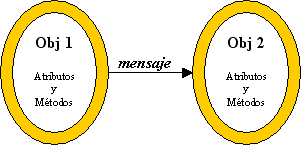 Obj 1
Atributos
y
Métodos
mensaje
Obj 2
Atributos
y
Métodos